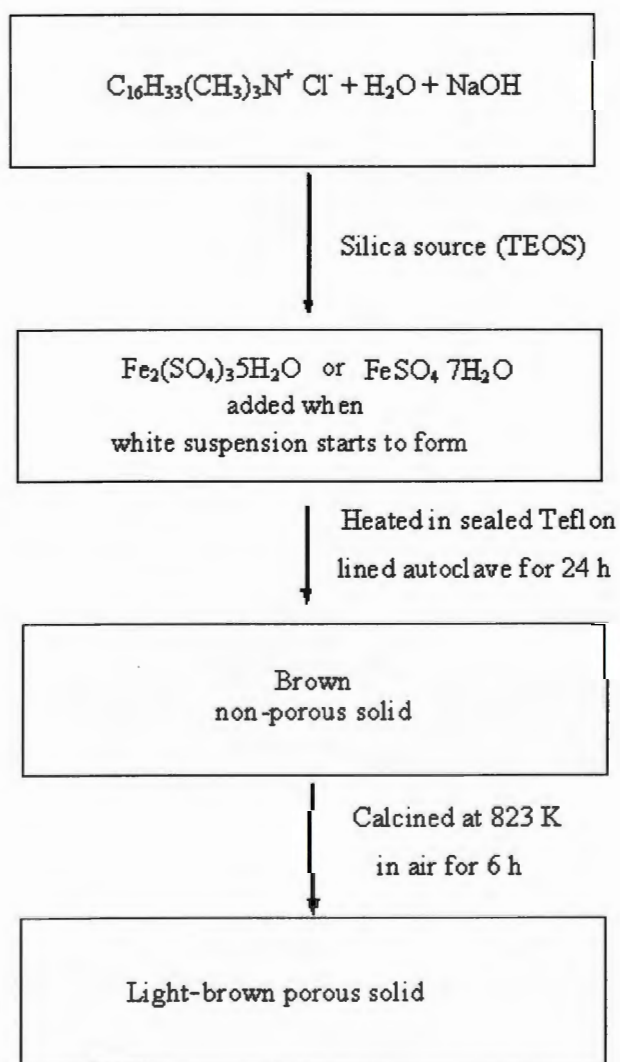 C₁₆H₃₃(CH₃)₃N⁺ Cl⁻ + H₂O + NaOH
Silica source (TEOS)
Fe₂(SO₄)₃5H₂O or FeSO₄ 7H₂O
added when
white suspension starts to form
Heated in sealed Teflon
lined autoclave for 24 h
Brown
non-porous solid
Calcined at 823 K
in air for 6 h
Light-brown porous solid